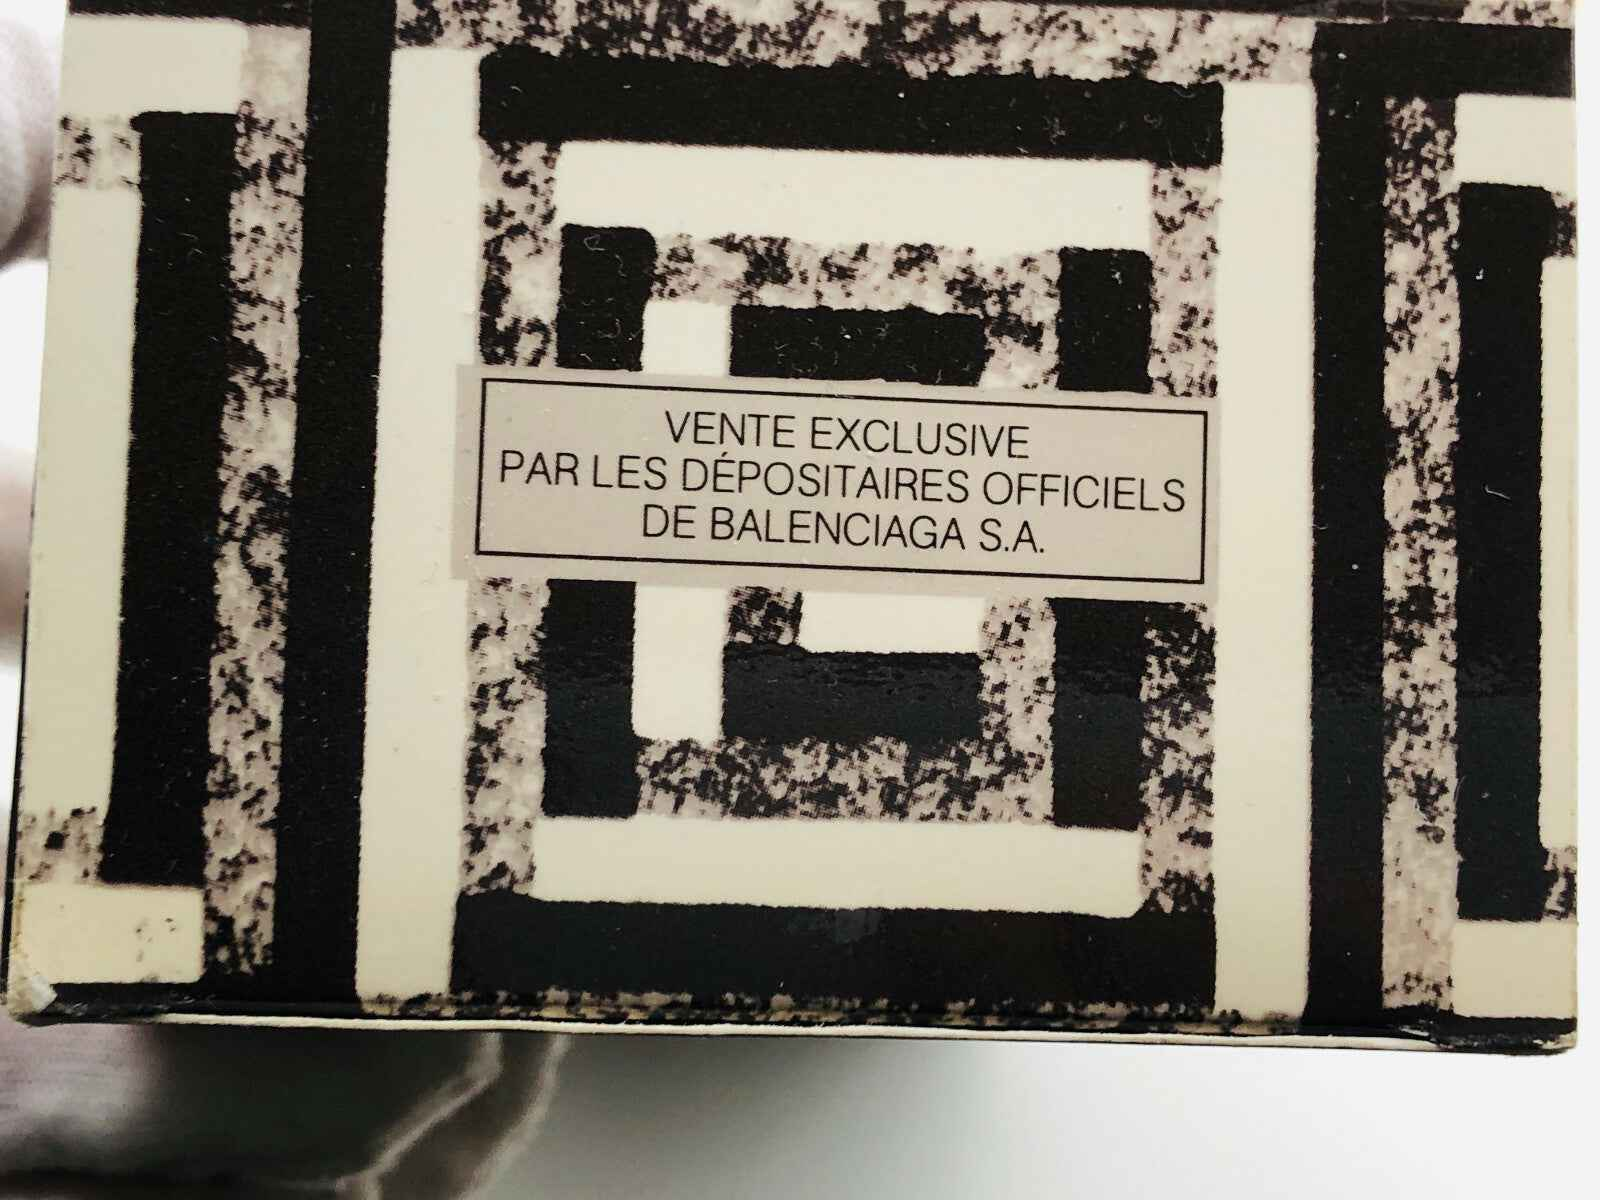 VENTE EXCLUSIVE
PAR LES DÉPOSITAIRES OFFICIELS
DE BALENCIAGA S.A.